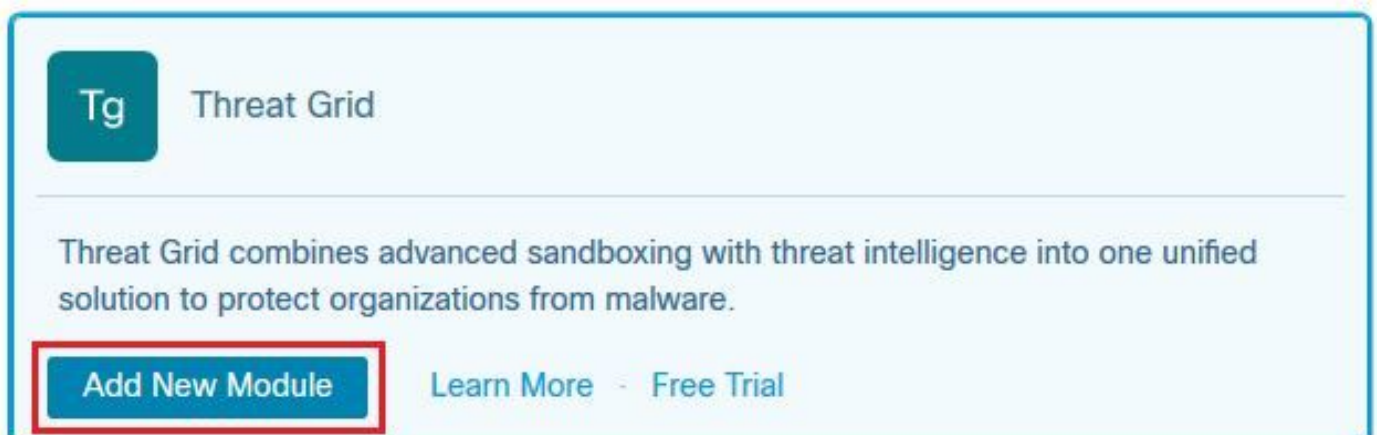 Tg
Threat Grid
Threat Grid combines advanced sandboxing with threat intelligence into one unified
solution to protect organizations from malware.
Add New Module Learn More · Free Trial